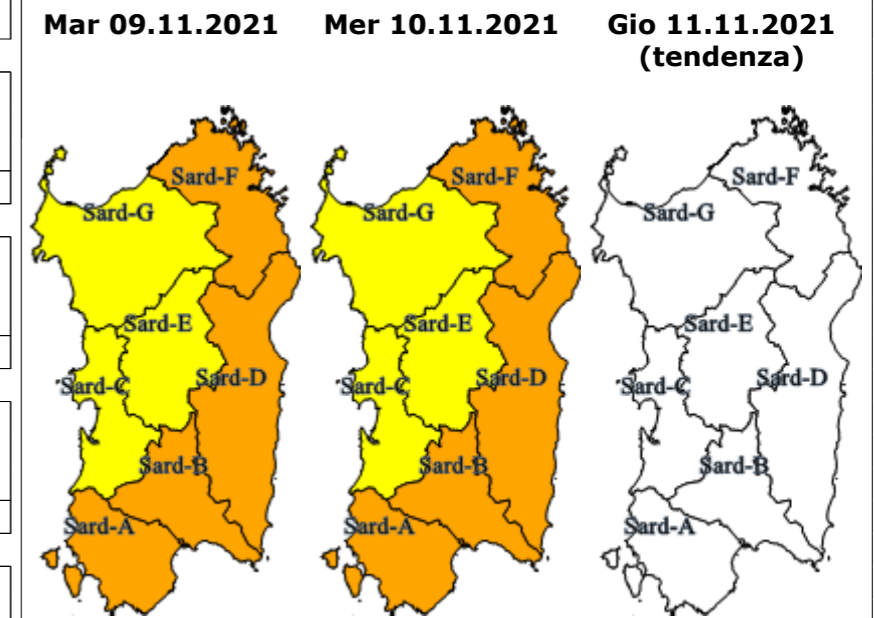 Mar 09.11.2021
Mer 10.11.2021
Gio 11.11.2021
(tendenza)
Sard-F
Sard-G
Sard-E
Sard-C
Sard-D
Sard-B
Sard-A
Sard-F
Sard-G
Sard-E
Sard-C
Sard-D
Sard-B
Sard-A
Sard-F
Sard-G
Sard-E
Sard-C
Sard-D
Sard-B
Sard-A